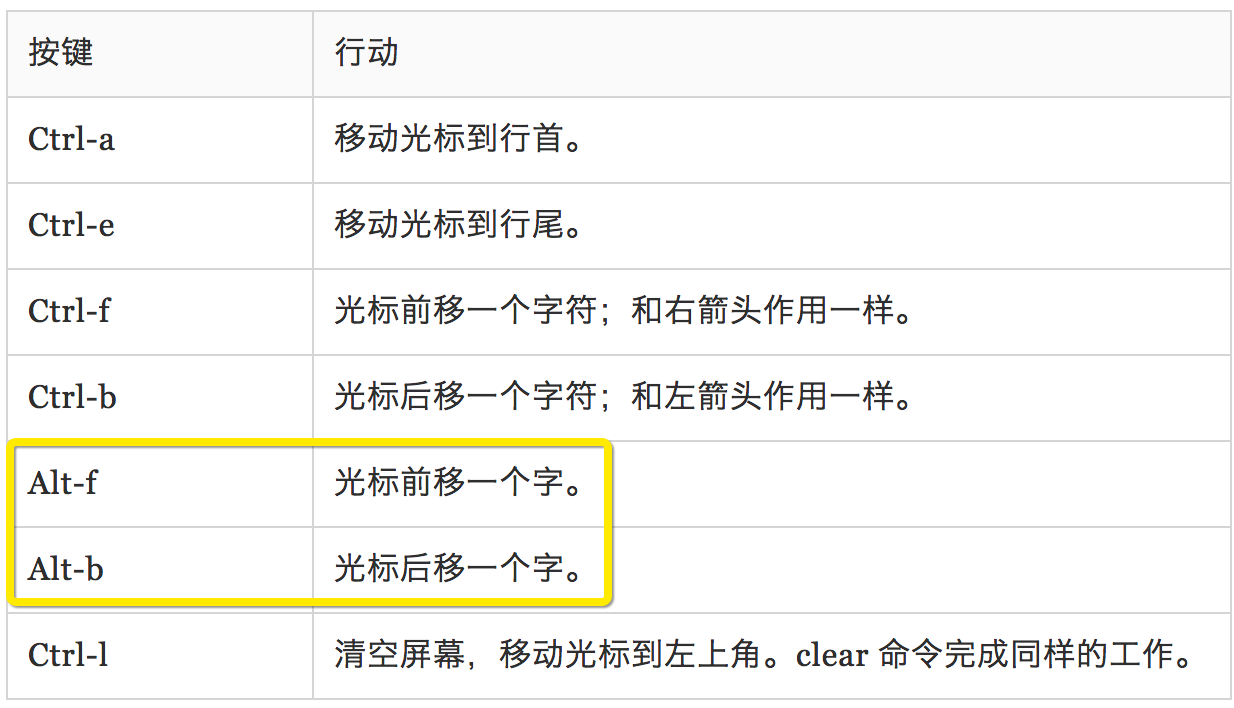 按键 行动
Ctrl-a 移动光标到行首。
Ctrl-e 移动光标到行尾。
Ctrl-f 光标前移一个字符；和右箭头作用一样。
Ctrl-b 光标后移一个字符；和左箭头作用一样。
Alt-f 光标前移一个字。
Alt-b 光标后移一个字。
Ctrl-l 清空屏幕，移动光标到左上角。clear 命令完成同样的工作。